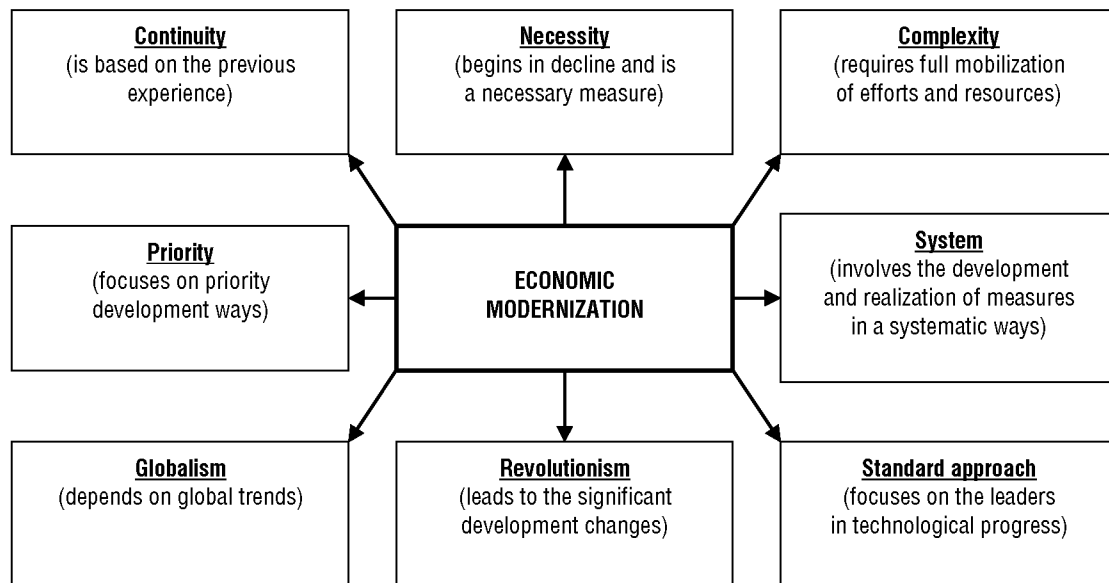 Continuity
(is based on the previous
experience)
Necessity
(begins in decline and is
a necessary measure)
Complexity
(requires full mobilization
of efforts and resources)
Priority
(focuses on priority
development ways)
ECONOMIC
MODERNIZATION
System
(involves the development
and realization of measures
in a systematic ways)
Globalism
(depends on global trends)
Revolutionism
(leads to the significant
development changes)
Standard approach
(focuses on the leaders
in technological progress)